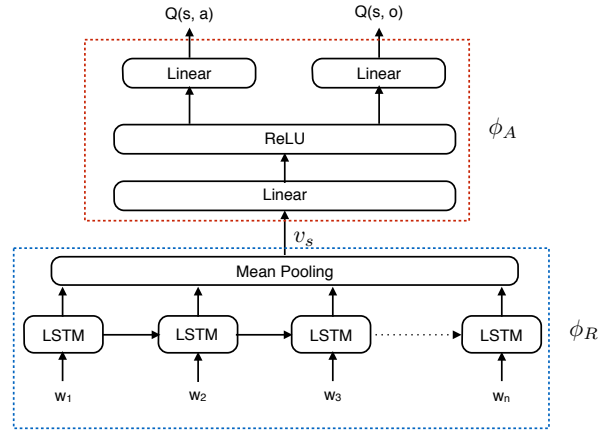 Q(s, a) Q(s, o)
Linear Linear
ReLU
ϕ_A
Linear
v_s
Mean Pooling
LSTM LSTM LSTM LSTM
ϕ_R
w₁ w₂ w₃ wₙ